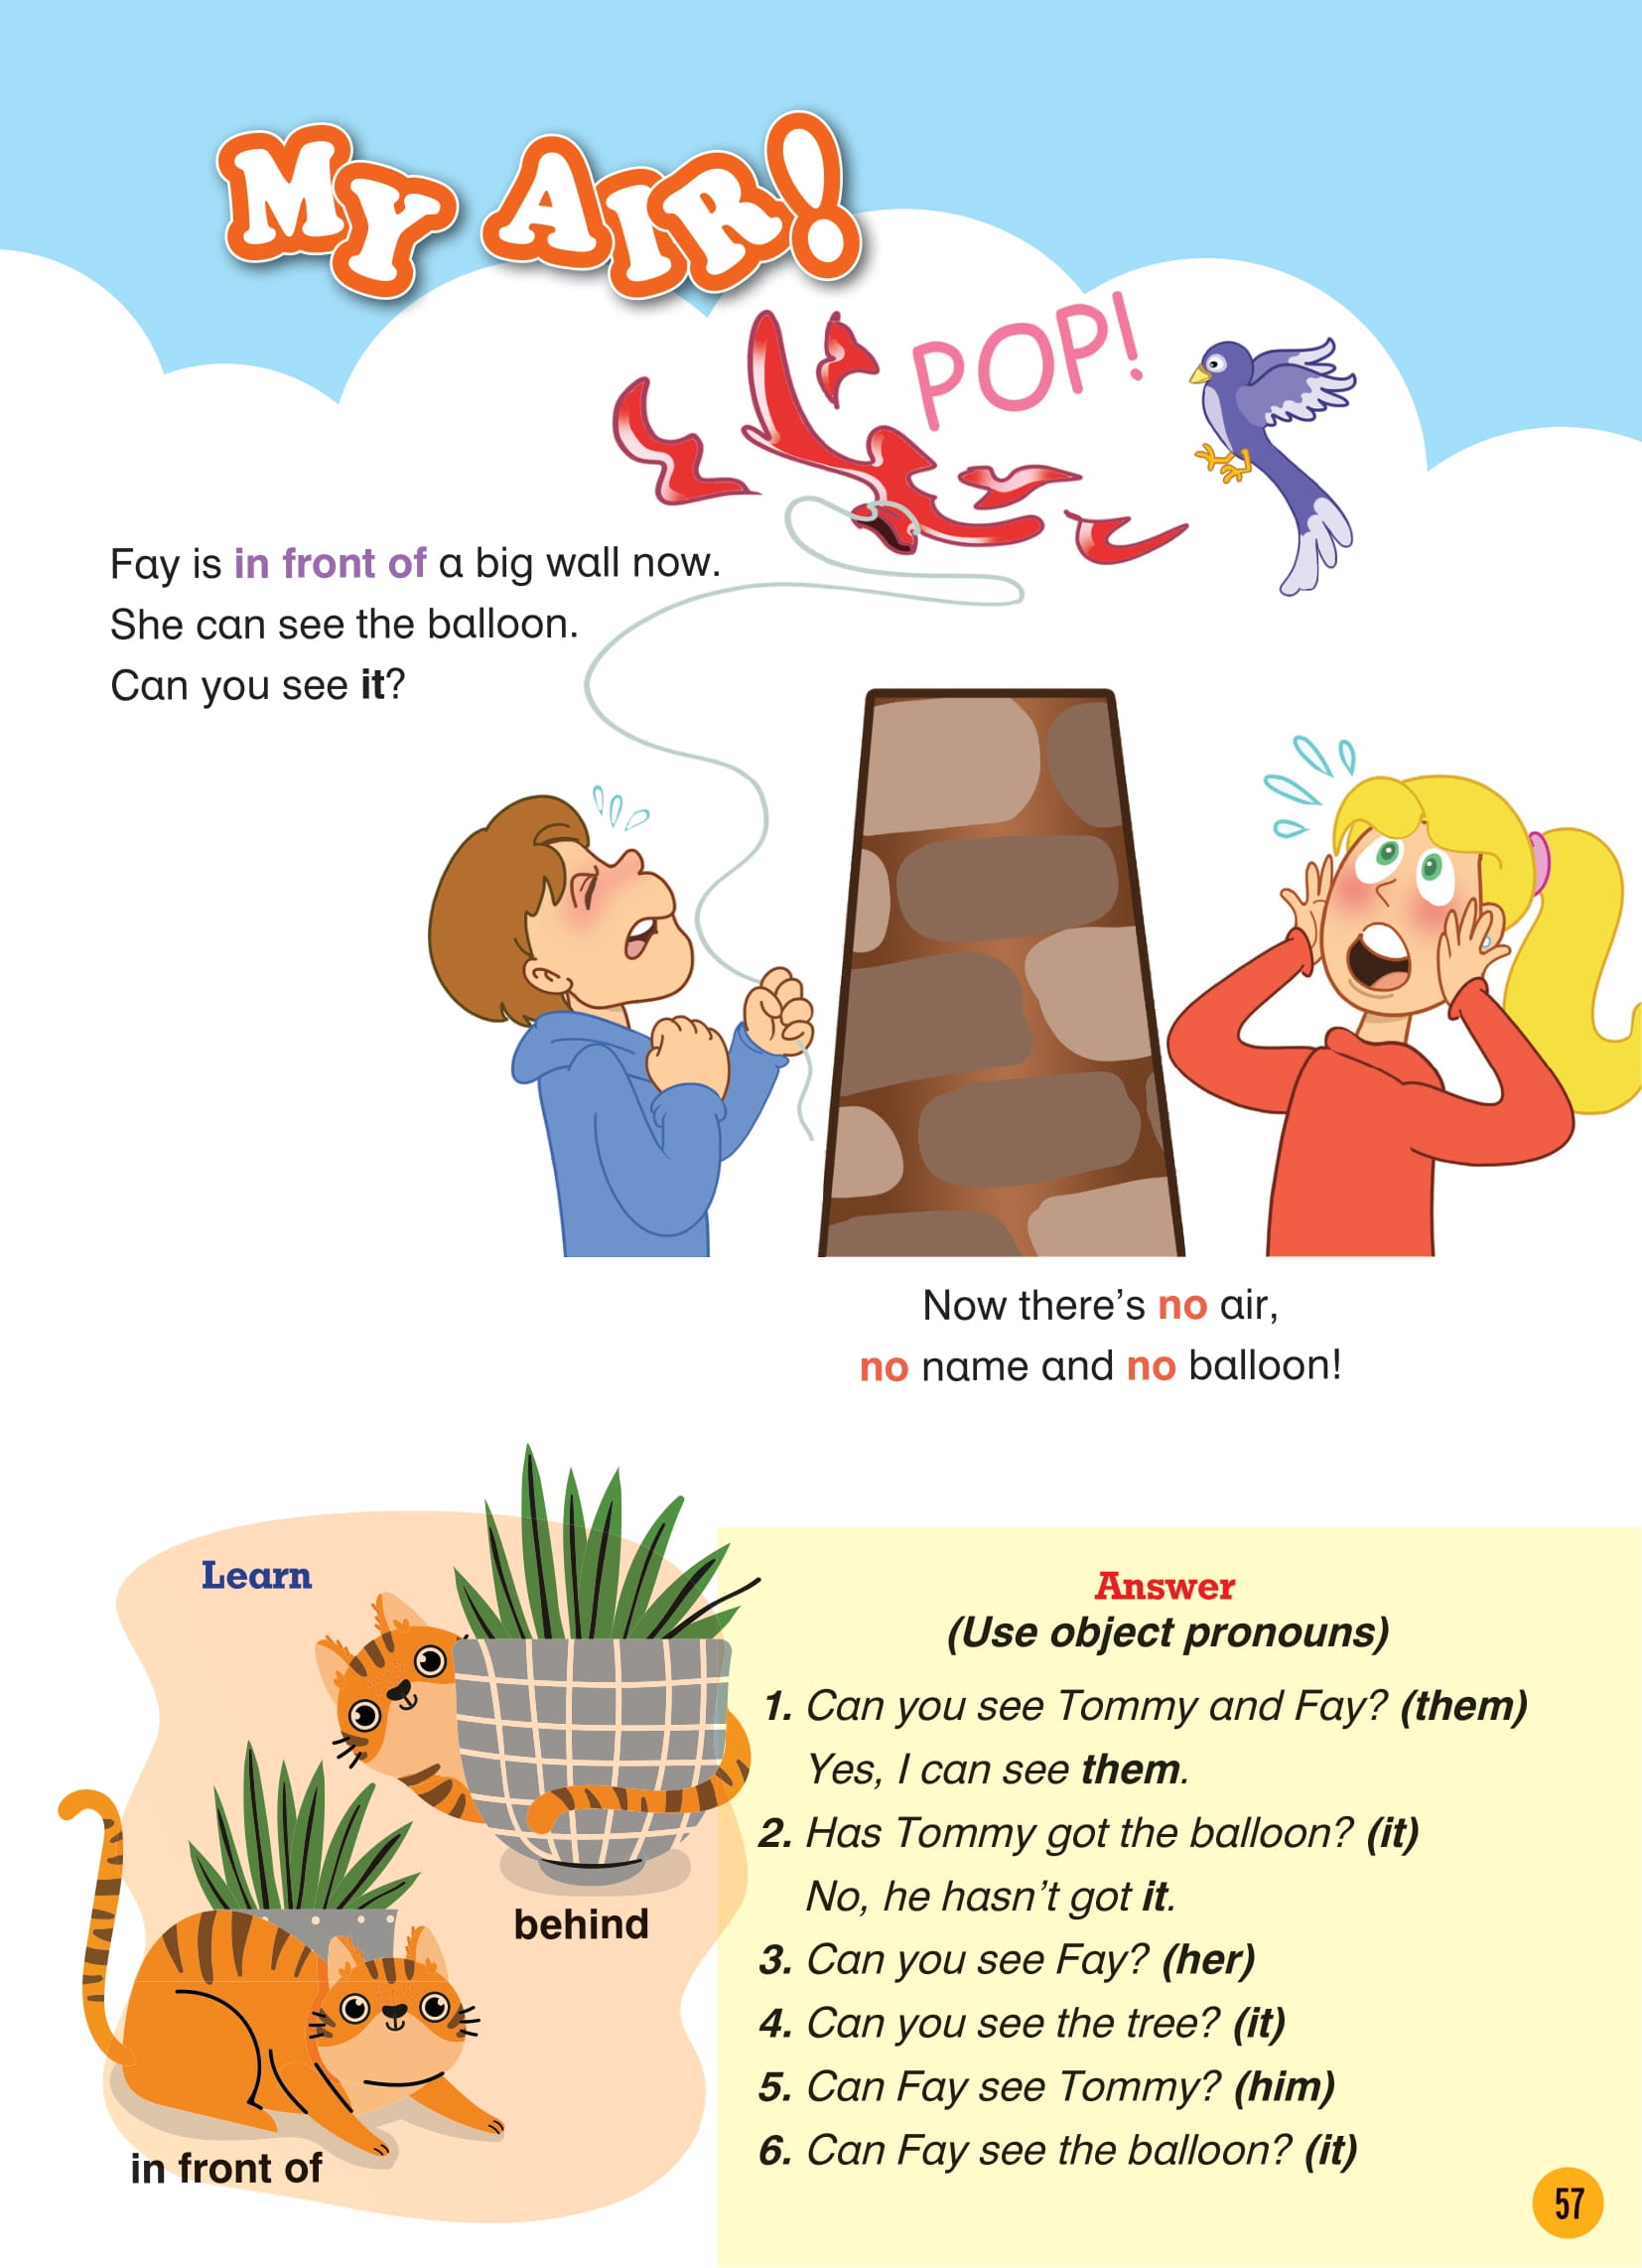 MY AIR!
POP!
Fay is in front of a big wall now.
She can see the balloon.
Can you see it?
Now there’s no air,
no name and no balloon!
Learn
behind
in front of
Answer
(Use object pronouns)
1. Can you see Tommy and Fay? (them)
Yes, I can see them.
2. Has Tommy got the balloon? (it)
No, he hasn’t got it.
3. Can you see Fay? (her)
4. Can you see the tree? (it)
5. Can Fay see Tommy? (him)
6. Can Fay see the balloon? (it)
57